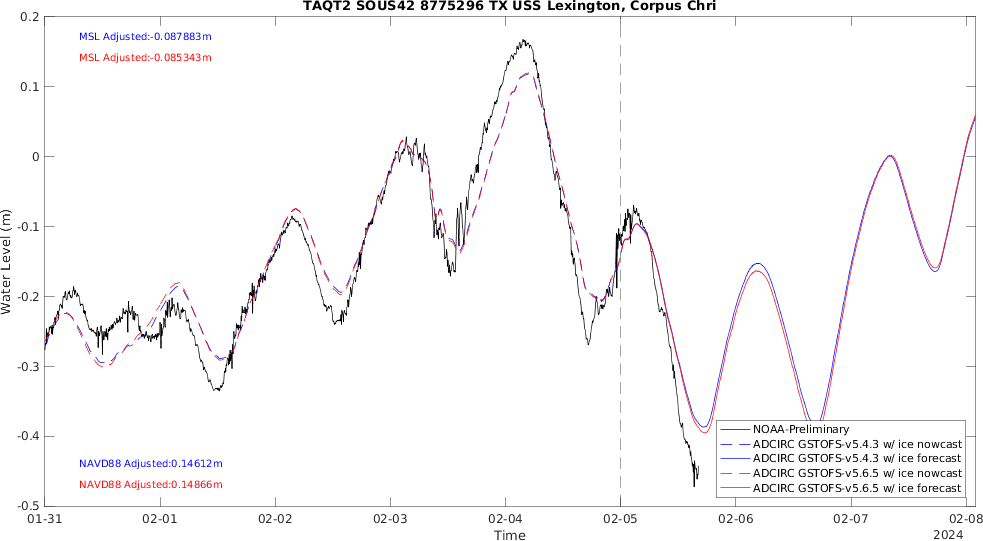 TAQT2 SOUS42 8775296 TX USS Lexington, Corpus Chri
MSL Adjusted:-0.087883m
MSL Adjusted:-0.085343m
NAVD88 Adjusted:0.14612m
NAVD88 Adjusted:0.14866m
Water Level (m)
0.2
0.1
0
-0.1
-0.2
-0.3
-0.4
-0.5
NOAA-Preliminary
ADCIRC GSTOFS-v5.4.3 w/ ice nowcast
ADCIRC GSTOFS-v5.4.3 w/ ice forecast
ADCIRC GSTOFS-v5.6.5 w/ ice nowcast
ADCIRC GSTOFS-v5.6.5 w/ ice forecast
01-31 02-01 02-02 02-03 02-04 02-05 02-06 02-07 02-08
Time
2024